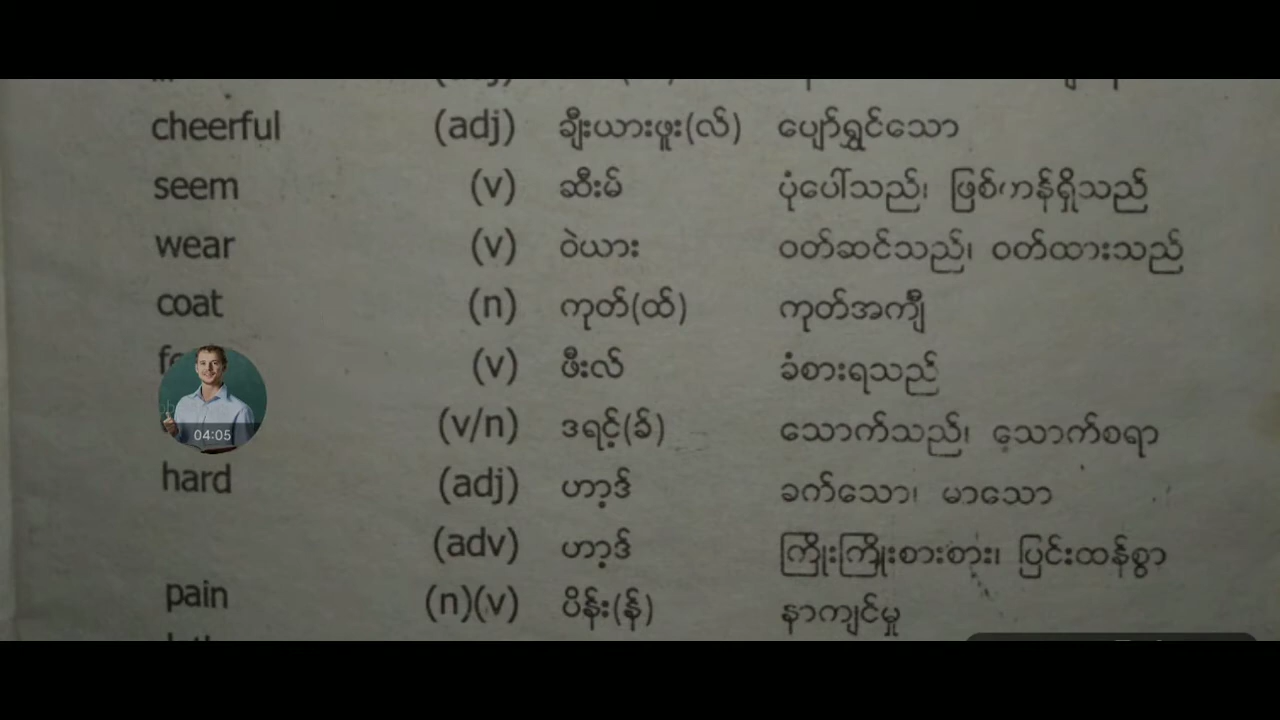 cheerful (adj) ချီးယားဖူး(လ်) ပျော်ရွှင်သော
seem (v) ဆီးမ် ပုံပေါ်သည်၊ ဖြစ်ဟန်ရှိသည်
wear (v) ဝဲယား ဝတ်ဆင်သည်၊ ဝတ်ထားသည်
coat (n) ကုတ်(ထ်) ကုတ်အကျီ
(v) ဖီးလ် ခံစားရသည်
04:05
(v/n) ဒရင့်(ခ်) သောက်သည်၊ သောက်စရာ
hard (adj) ဟာ့ဒ် ခက်သော၊ မာသော
(adv) ဟာ့ဒ် ကြိုးကြိုးစားစား၊ ပြင်းထန်စွာ
pain (n)(v) ပိန်း(န်) နာကျင်မှု